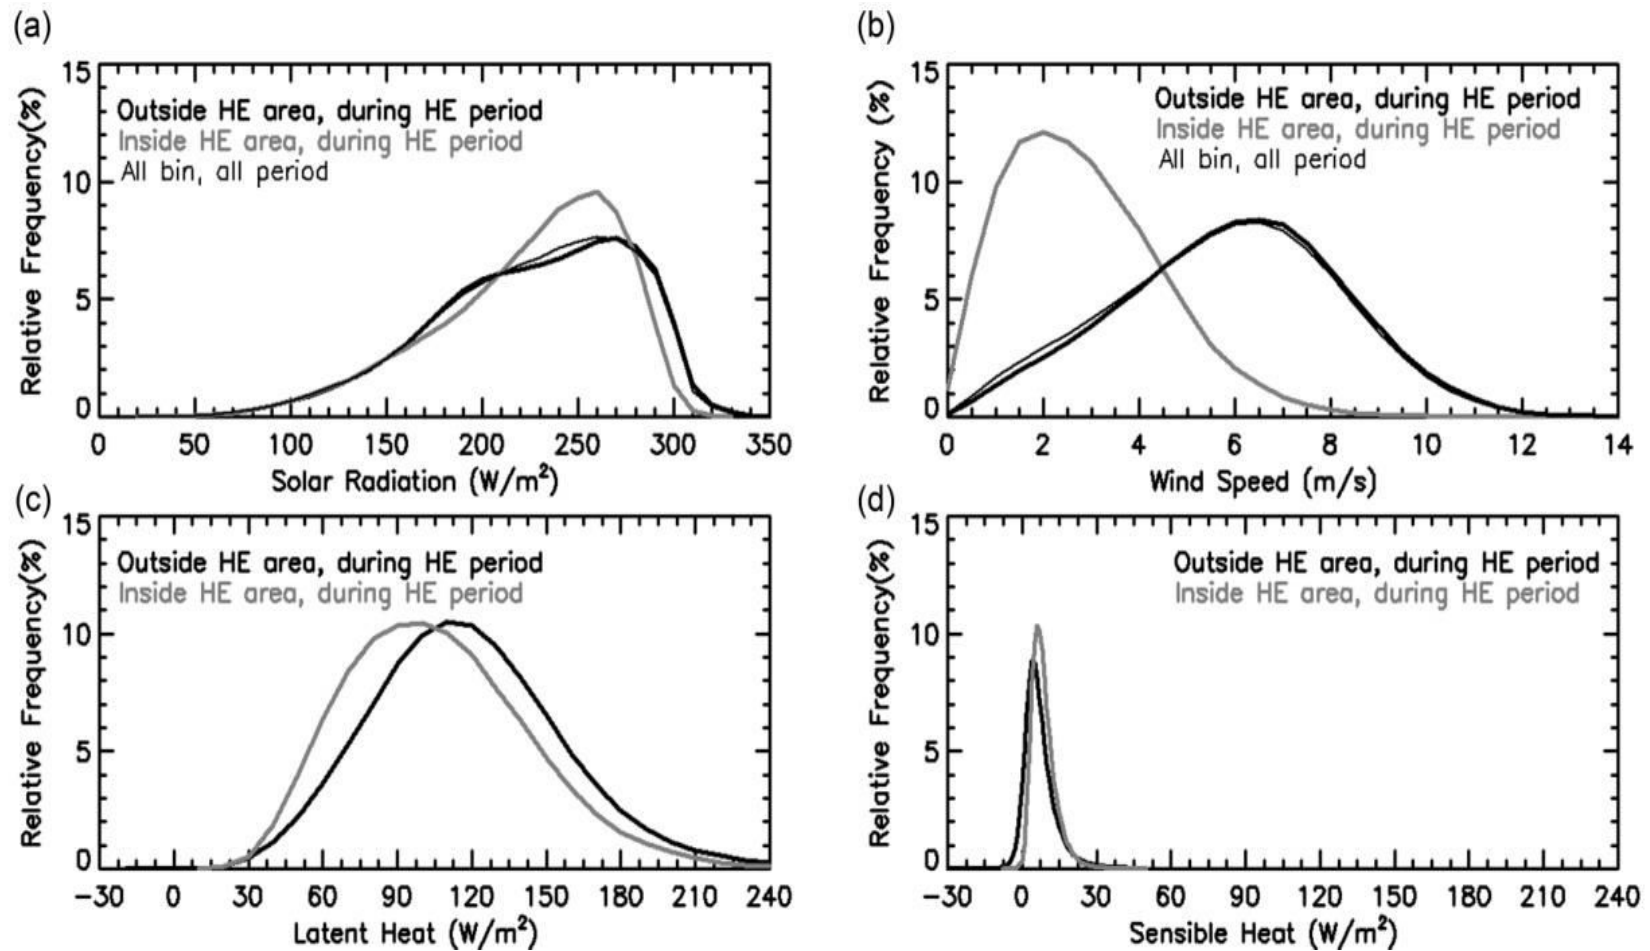 (a)
15
10
5
0
Relative Frequency(%)
Outside HE area, during HE period
Inside HE area, during HE period
All bin, all period
0 50 100 150 200 250 300 350
Solar Radiation (W/m²)
(b)
15
10
5
0
Relative Frequency (%)
Outside HE area, during HE period
Inside HE area, during HE period
All bin, all period
0 2 4 6 8 10 12 14
Wind Speed (m/s)
(c)
15
10
5
0
Relative Frequency(%)
Outside HE area, during HE period
Inside HE area, during HE period
-30 0 30 60 90 120 150 180 210 240
Latent Heat (W/m²)
(d)
15
10
5
0
Relative Frequency(%)
Outside HE area, during HE period
Inside HE area, during HE period
-30 0 30 60 90 120 150 180 210 240
Sensible Heat (W/m²)